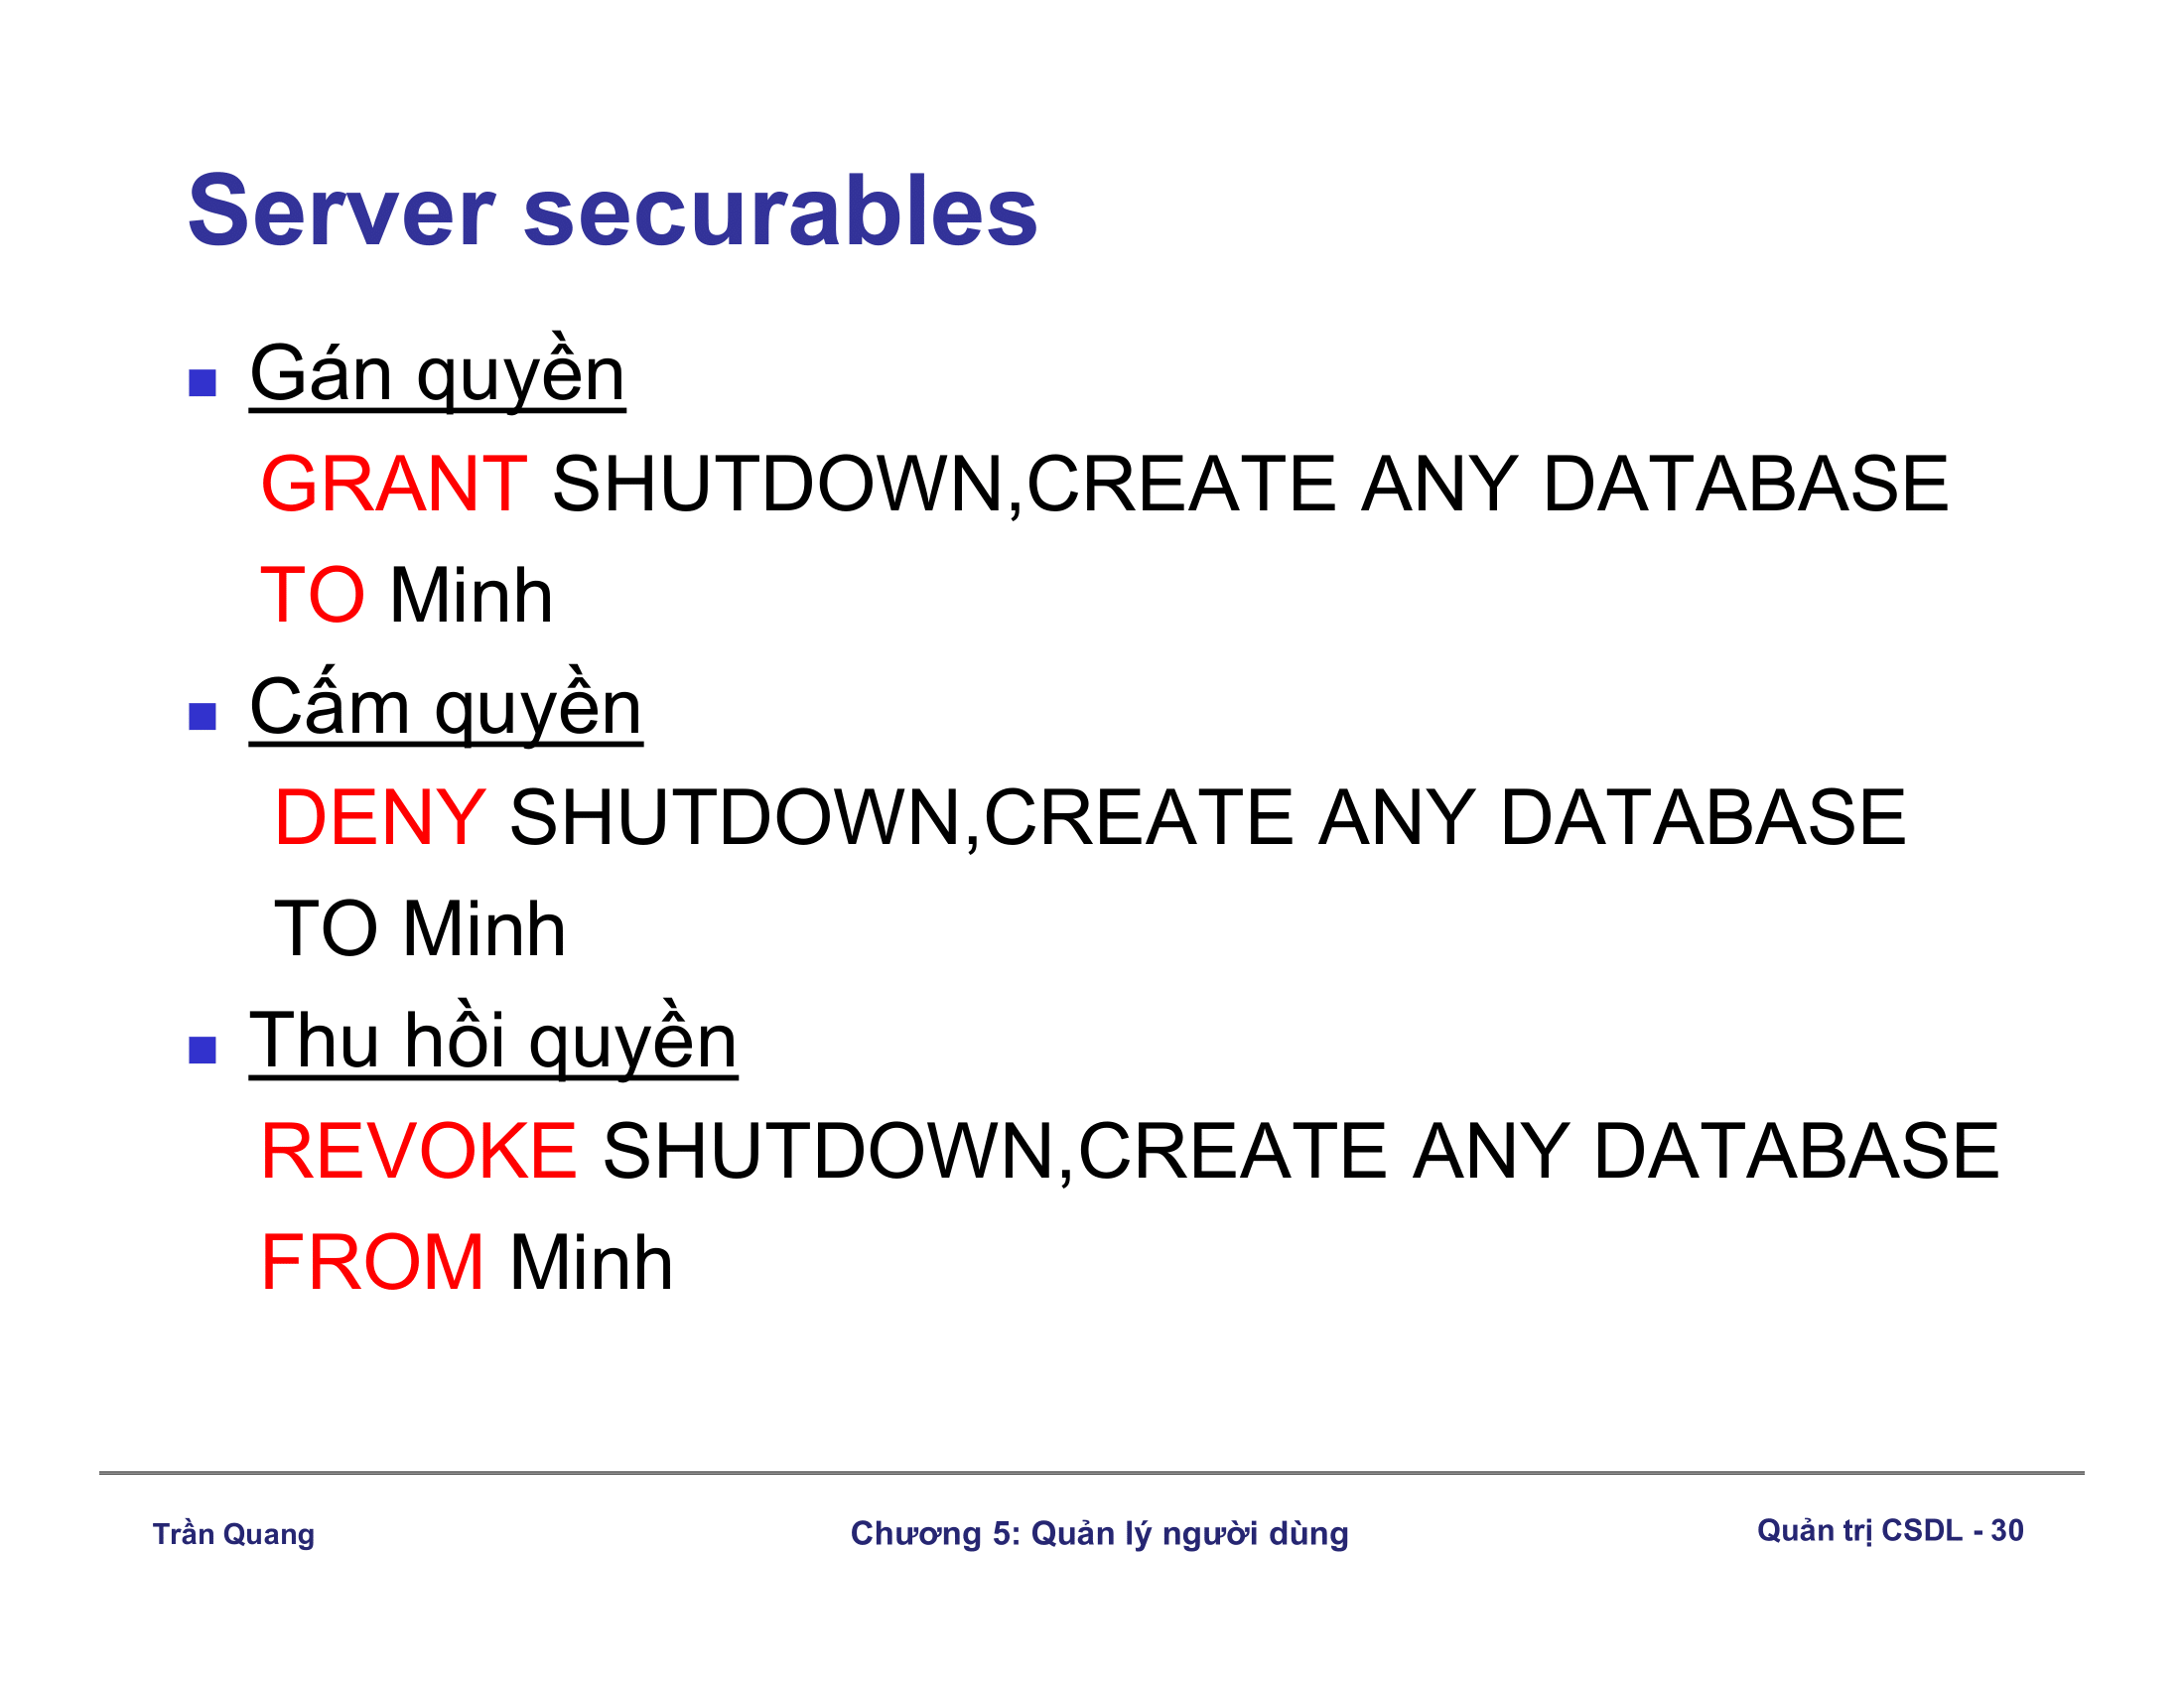 Server securables
Gán quyền
GRANT SHUTDOWN,CREATE ANY DATABASE
TO Minh
Cấm quyền
DENY SHUTDOWN,CREATE ANY DATABASE
TO Minh
Thu hồi quyền
REVOKE SHUTDOWN,CREATE ANY DATABASE
FROM Minh
Trần Quang
Chương 5: Quản lý người dùng
Quản trị CSDL - 30